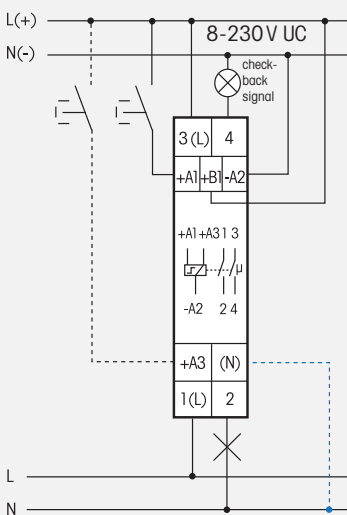 L(+)
8-230 V UC
N(-)
check-
back
signal
3 (L) 4
+A1 +B1 -A2
+A1 +A3 1 3
µ
-A2 2 4
+A3 (N)
1 (L) 2
L
N